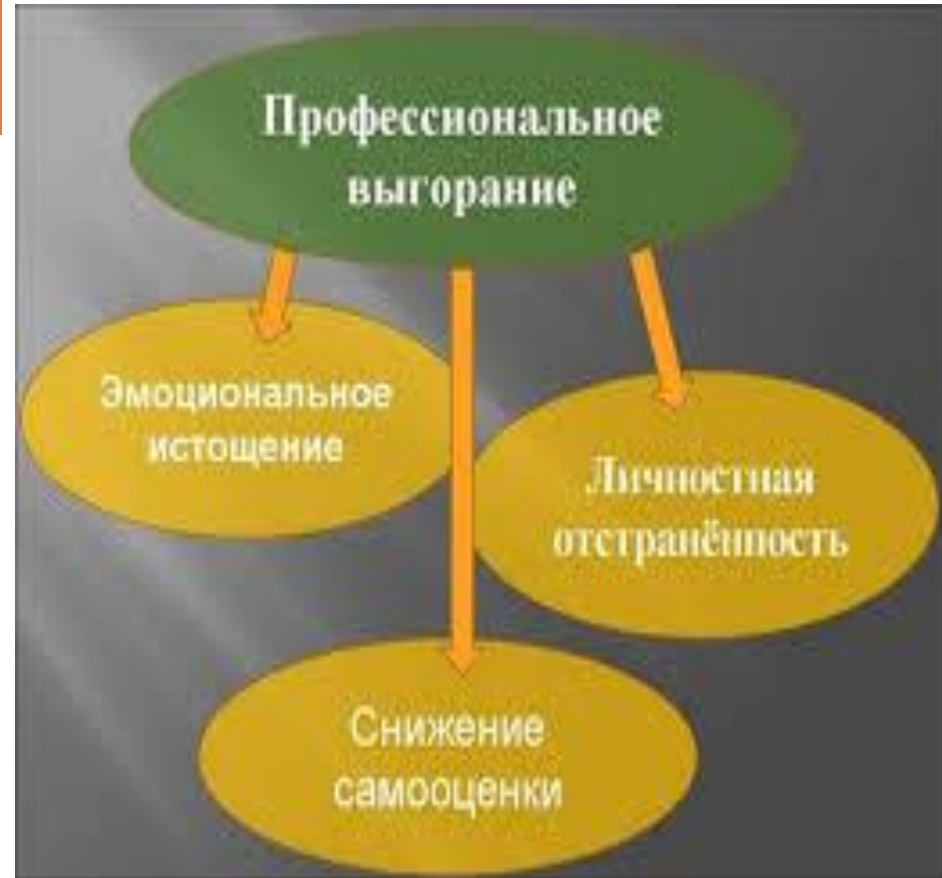 Профессиональное
выгорание
Эмоциональное
истощение
Личностная
отстранённость
Снижение
самооценки